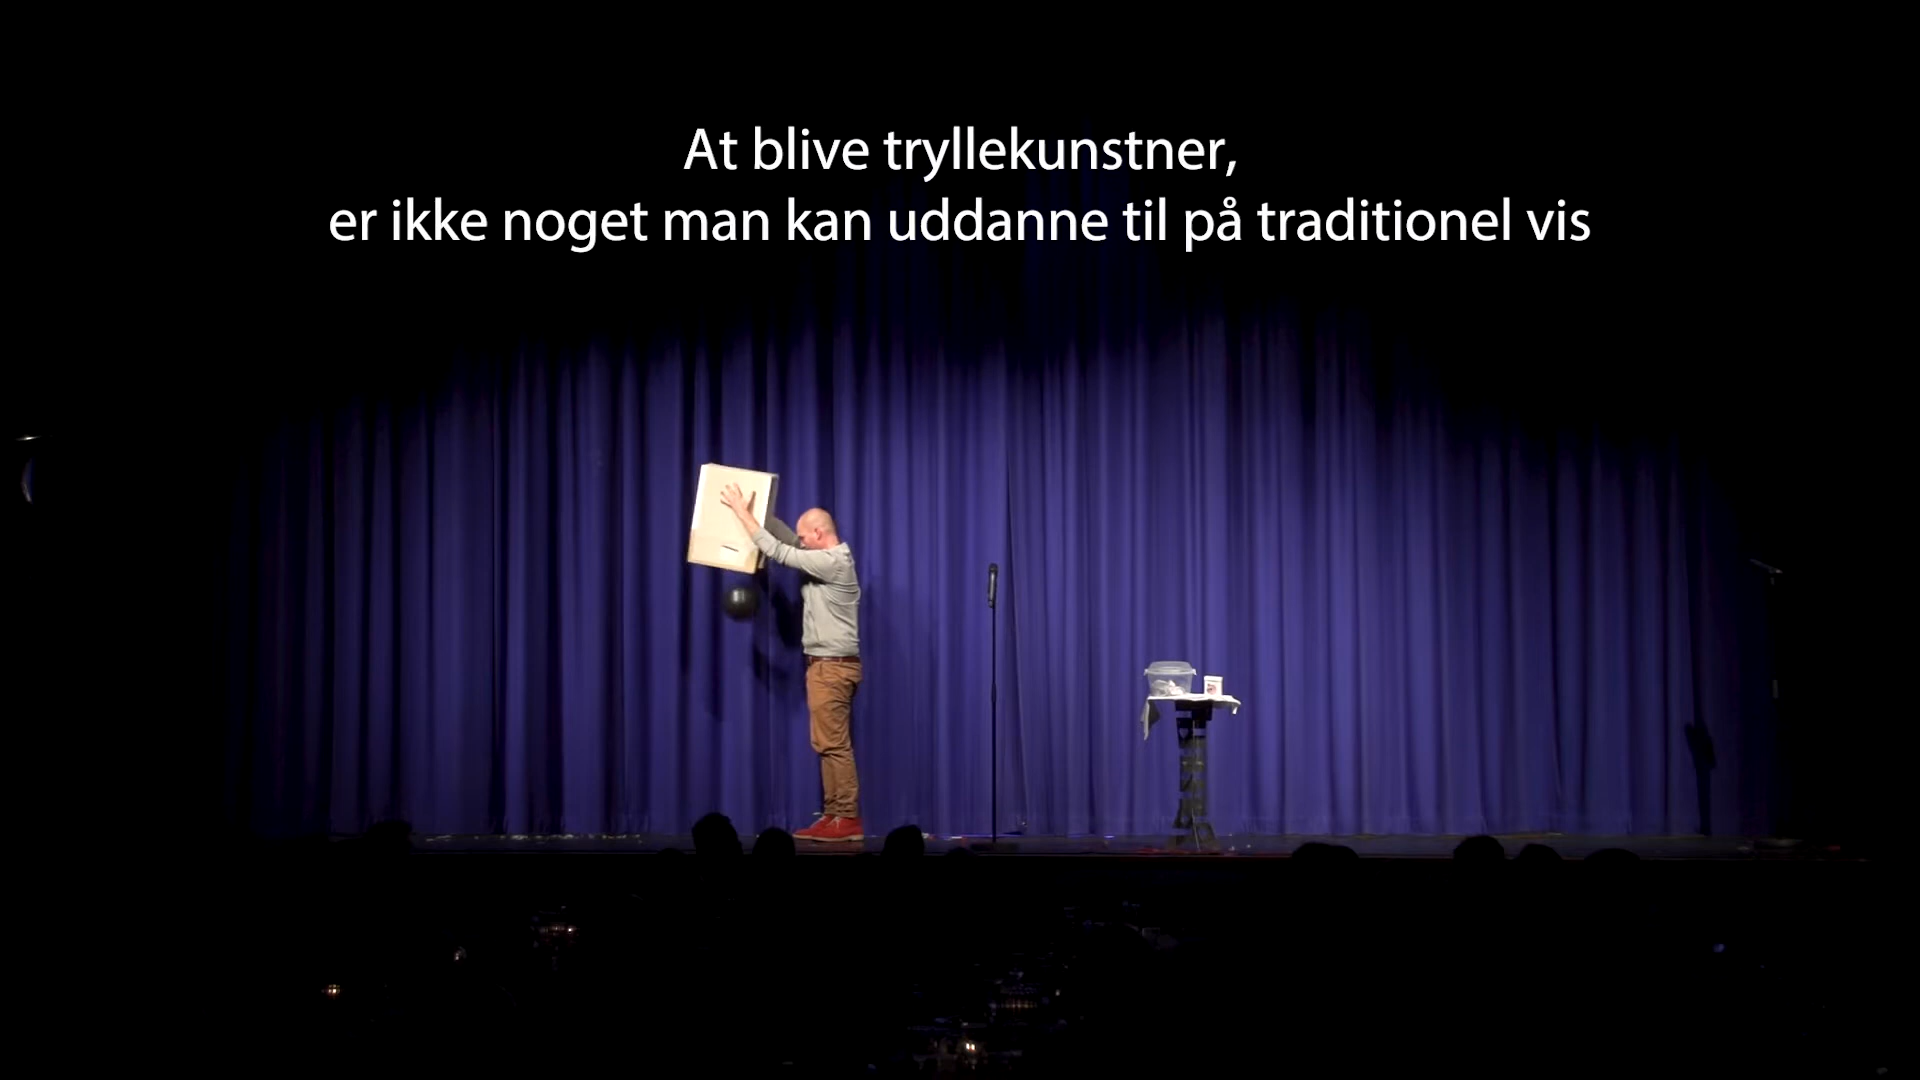 At blive tryllekunstner,
er ikke noget man kan uddanne til på traditionel vis